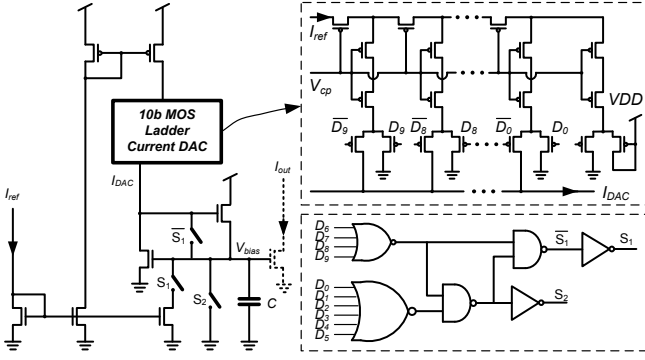 10b MOS
Ladder
Current DAC
I_DAC
I_out
I_ref
S̅₁
V_bias
S₁
S₂
C
I_ref
V_cp
D̅₉
D₉
D̅₈
D₈
D̅₀
D₀
VDD
I_DAC
D₆
D₇
D₈
D₉
D₀
D₁
D₂
D₃
D₄
D₅
S̅₁
S₁
S₂